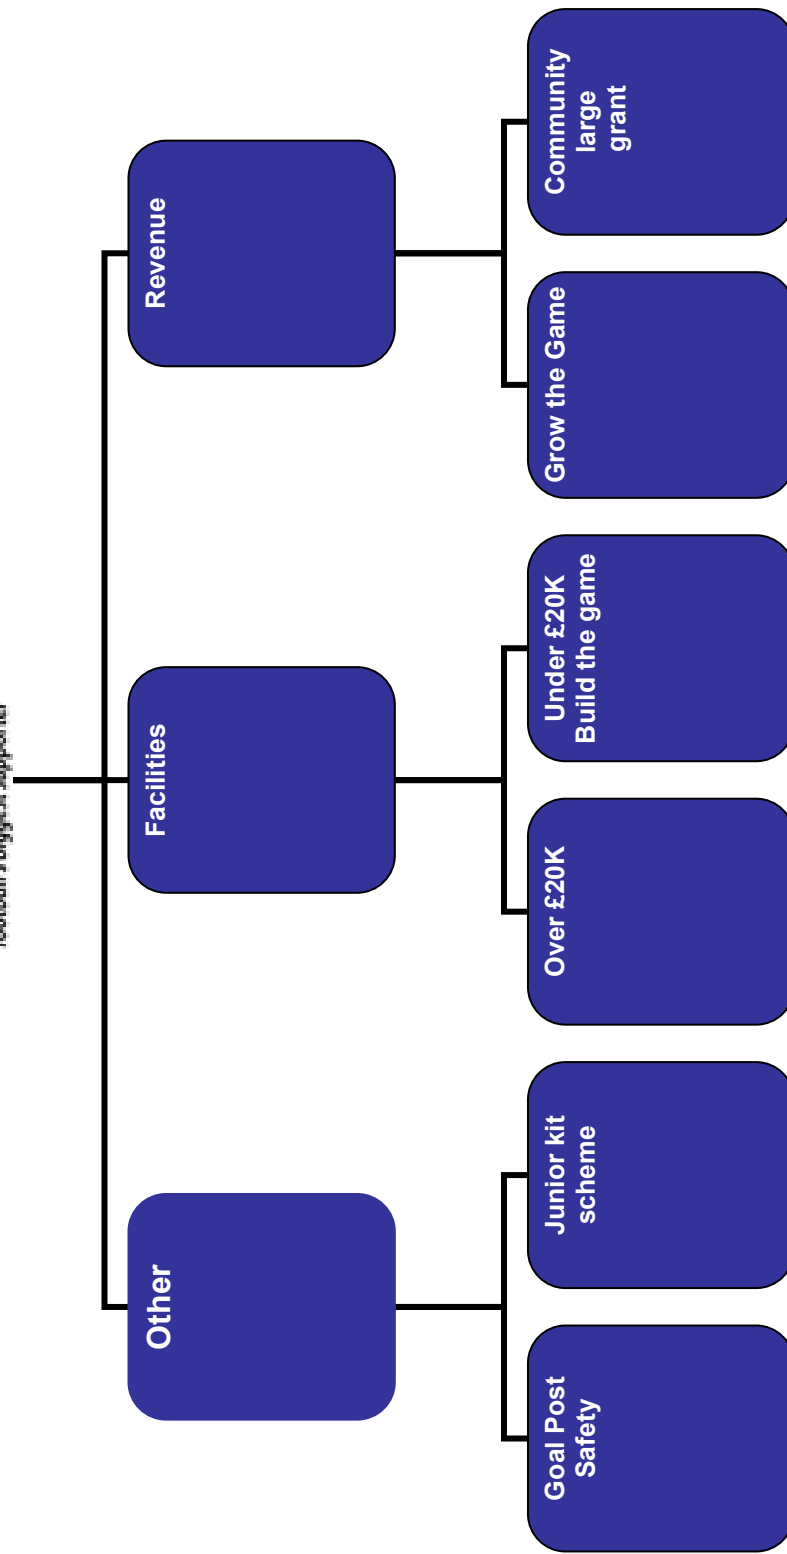 Other
Facilities
Revenue
Goal Post
Safety
Junior kit
scheme
Over £20K
Under £20K
Build the game
Grow the Game
Community
large
grant